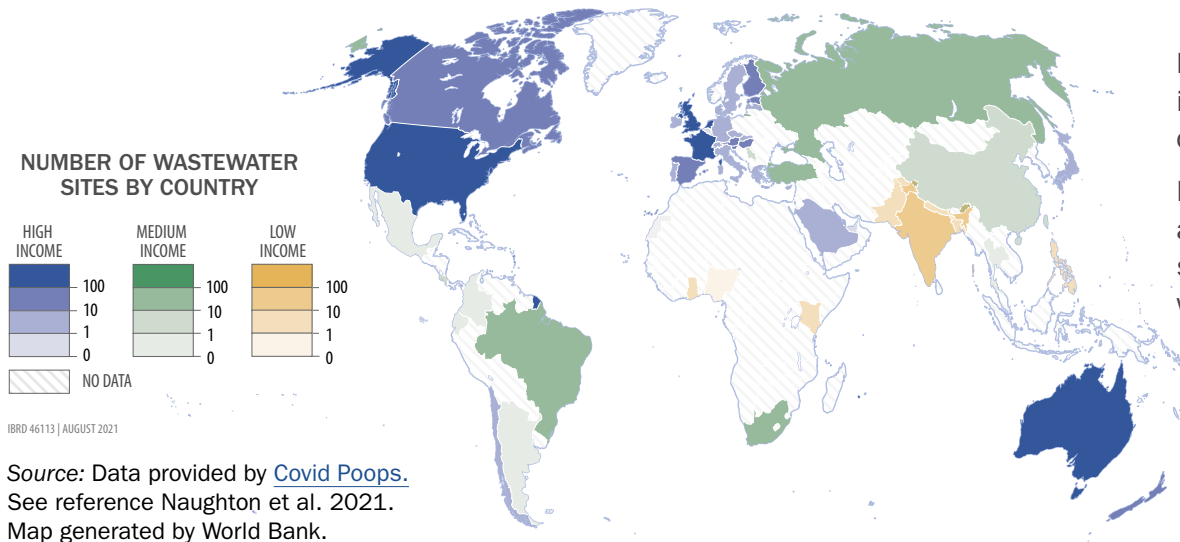 NUMBER OF WASTEWATER
SITES BY COUNTRY
HIGH
INCOME
MEDIUM
INCOME
LOW
INCOME
100
10
1
0
100
10
1
0
100
10
1
0
NO DATA
IBRD 46113 | AUGUST 2021
Source: Data provided by Covid Poops.
See reference Naughton et al. 2021.
Map generated by World Bank.